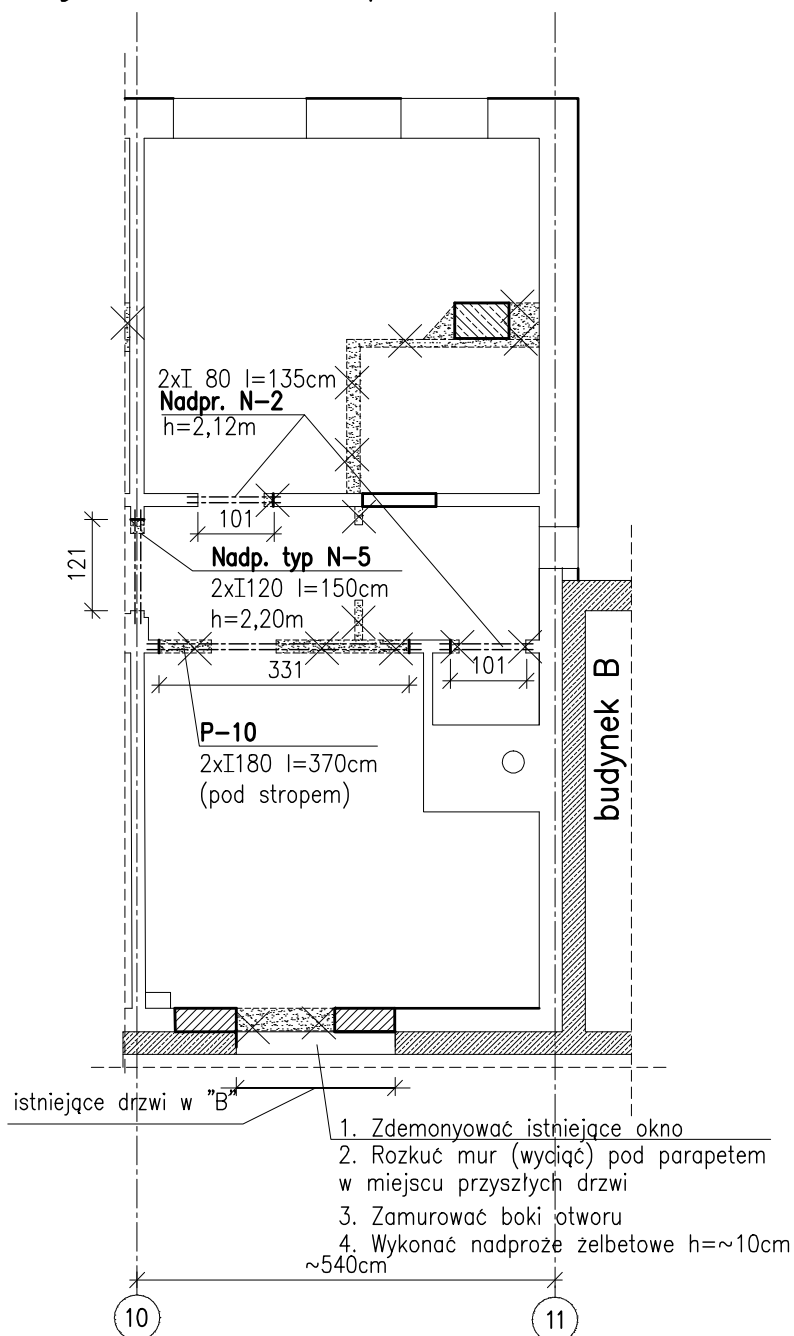 2xI 80 l=135cm
Nadpr. N-2
h=2,12m
101
121
Nadp. typ N-5
2xI120 l=150cm
h=2,20m
331
101
P-10
2xI180 l=370cm
(pod stropem)
budynek B
istniejące drzwi w "B"
1. Zdemonyować istniejące okno
2. Rozkuć mur (wyciąć) pod parapetem
w miejscu przyszłych drzwi
3. Zamurować boki otworu
4. Wykonać nadproże żelbetowe h=~10cm
~540cm
10
11